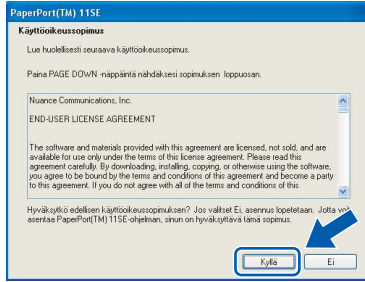 PaperPort(TM) 11SE
Käyttöoikeussopimus
Lue huolellisesti seuraava käyttöoikeussopimus.
Paina PAGE DOWN -näppäintä nähdäksesi sopimuksen loppuosan.
Nuance Communications, Inc.
END-USER LICENSE AGREEMENT
The software and materials provided with this agreement are licensed, not sold, and are
available for use only under the terms of this license agreement. Please read this
agreement carefully. By downloading, installing, copying, or otherwise using the software,
you agree to be bound by the terms and conditions of this agreement and become a party
to this agreement. If you do not agree with all of the terms and conditions of this
Hyväksytkö edellisen käyttöoikeussopimuksen? Jos valitset Ei, asennus lopetetaan. Jotta
asentaa PaperPort(TM) 11SE-ohjelman, sinun on hyväksyttävä tämä sopimus.
Kyllä
Ei